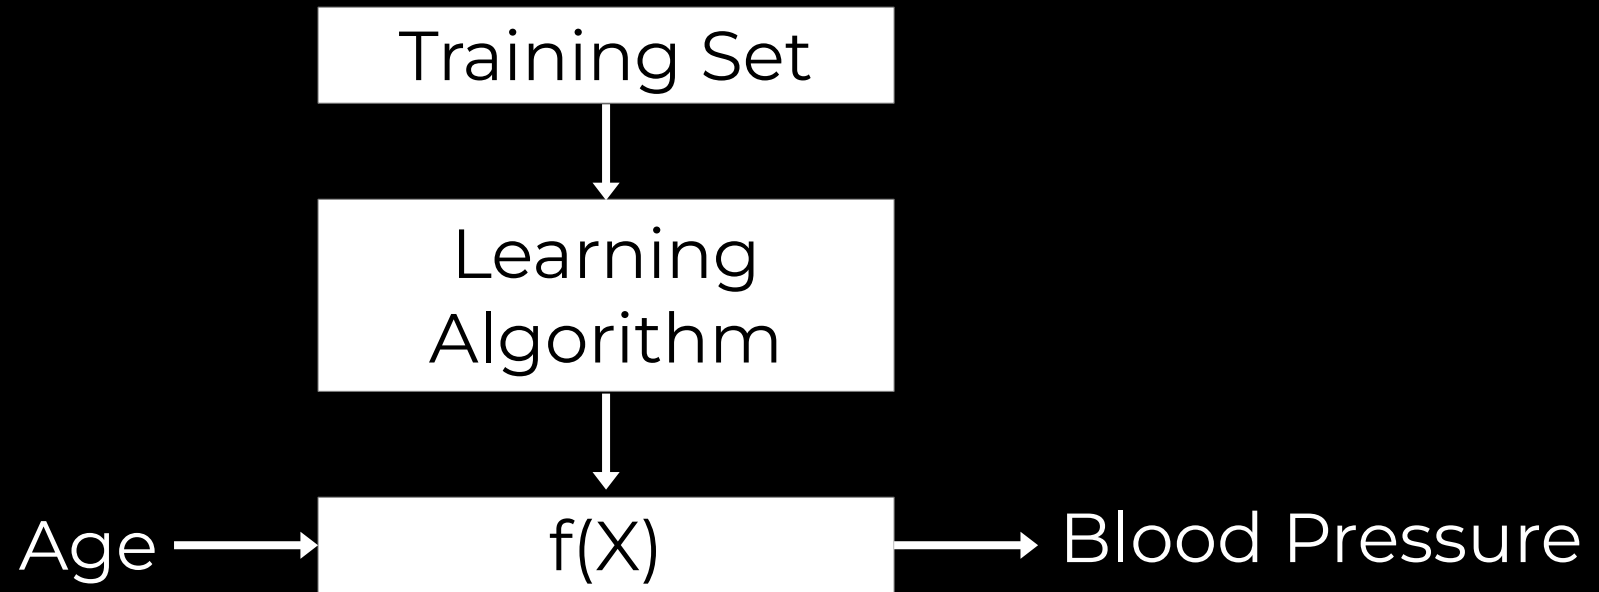 Training Set
Learning
Algorithm
Age
f(X)
Blood Pressure